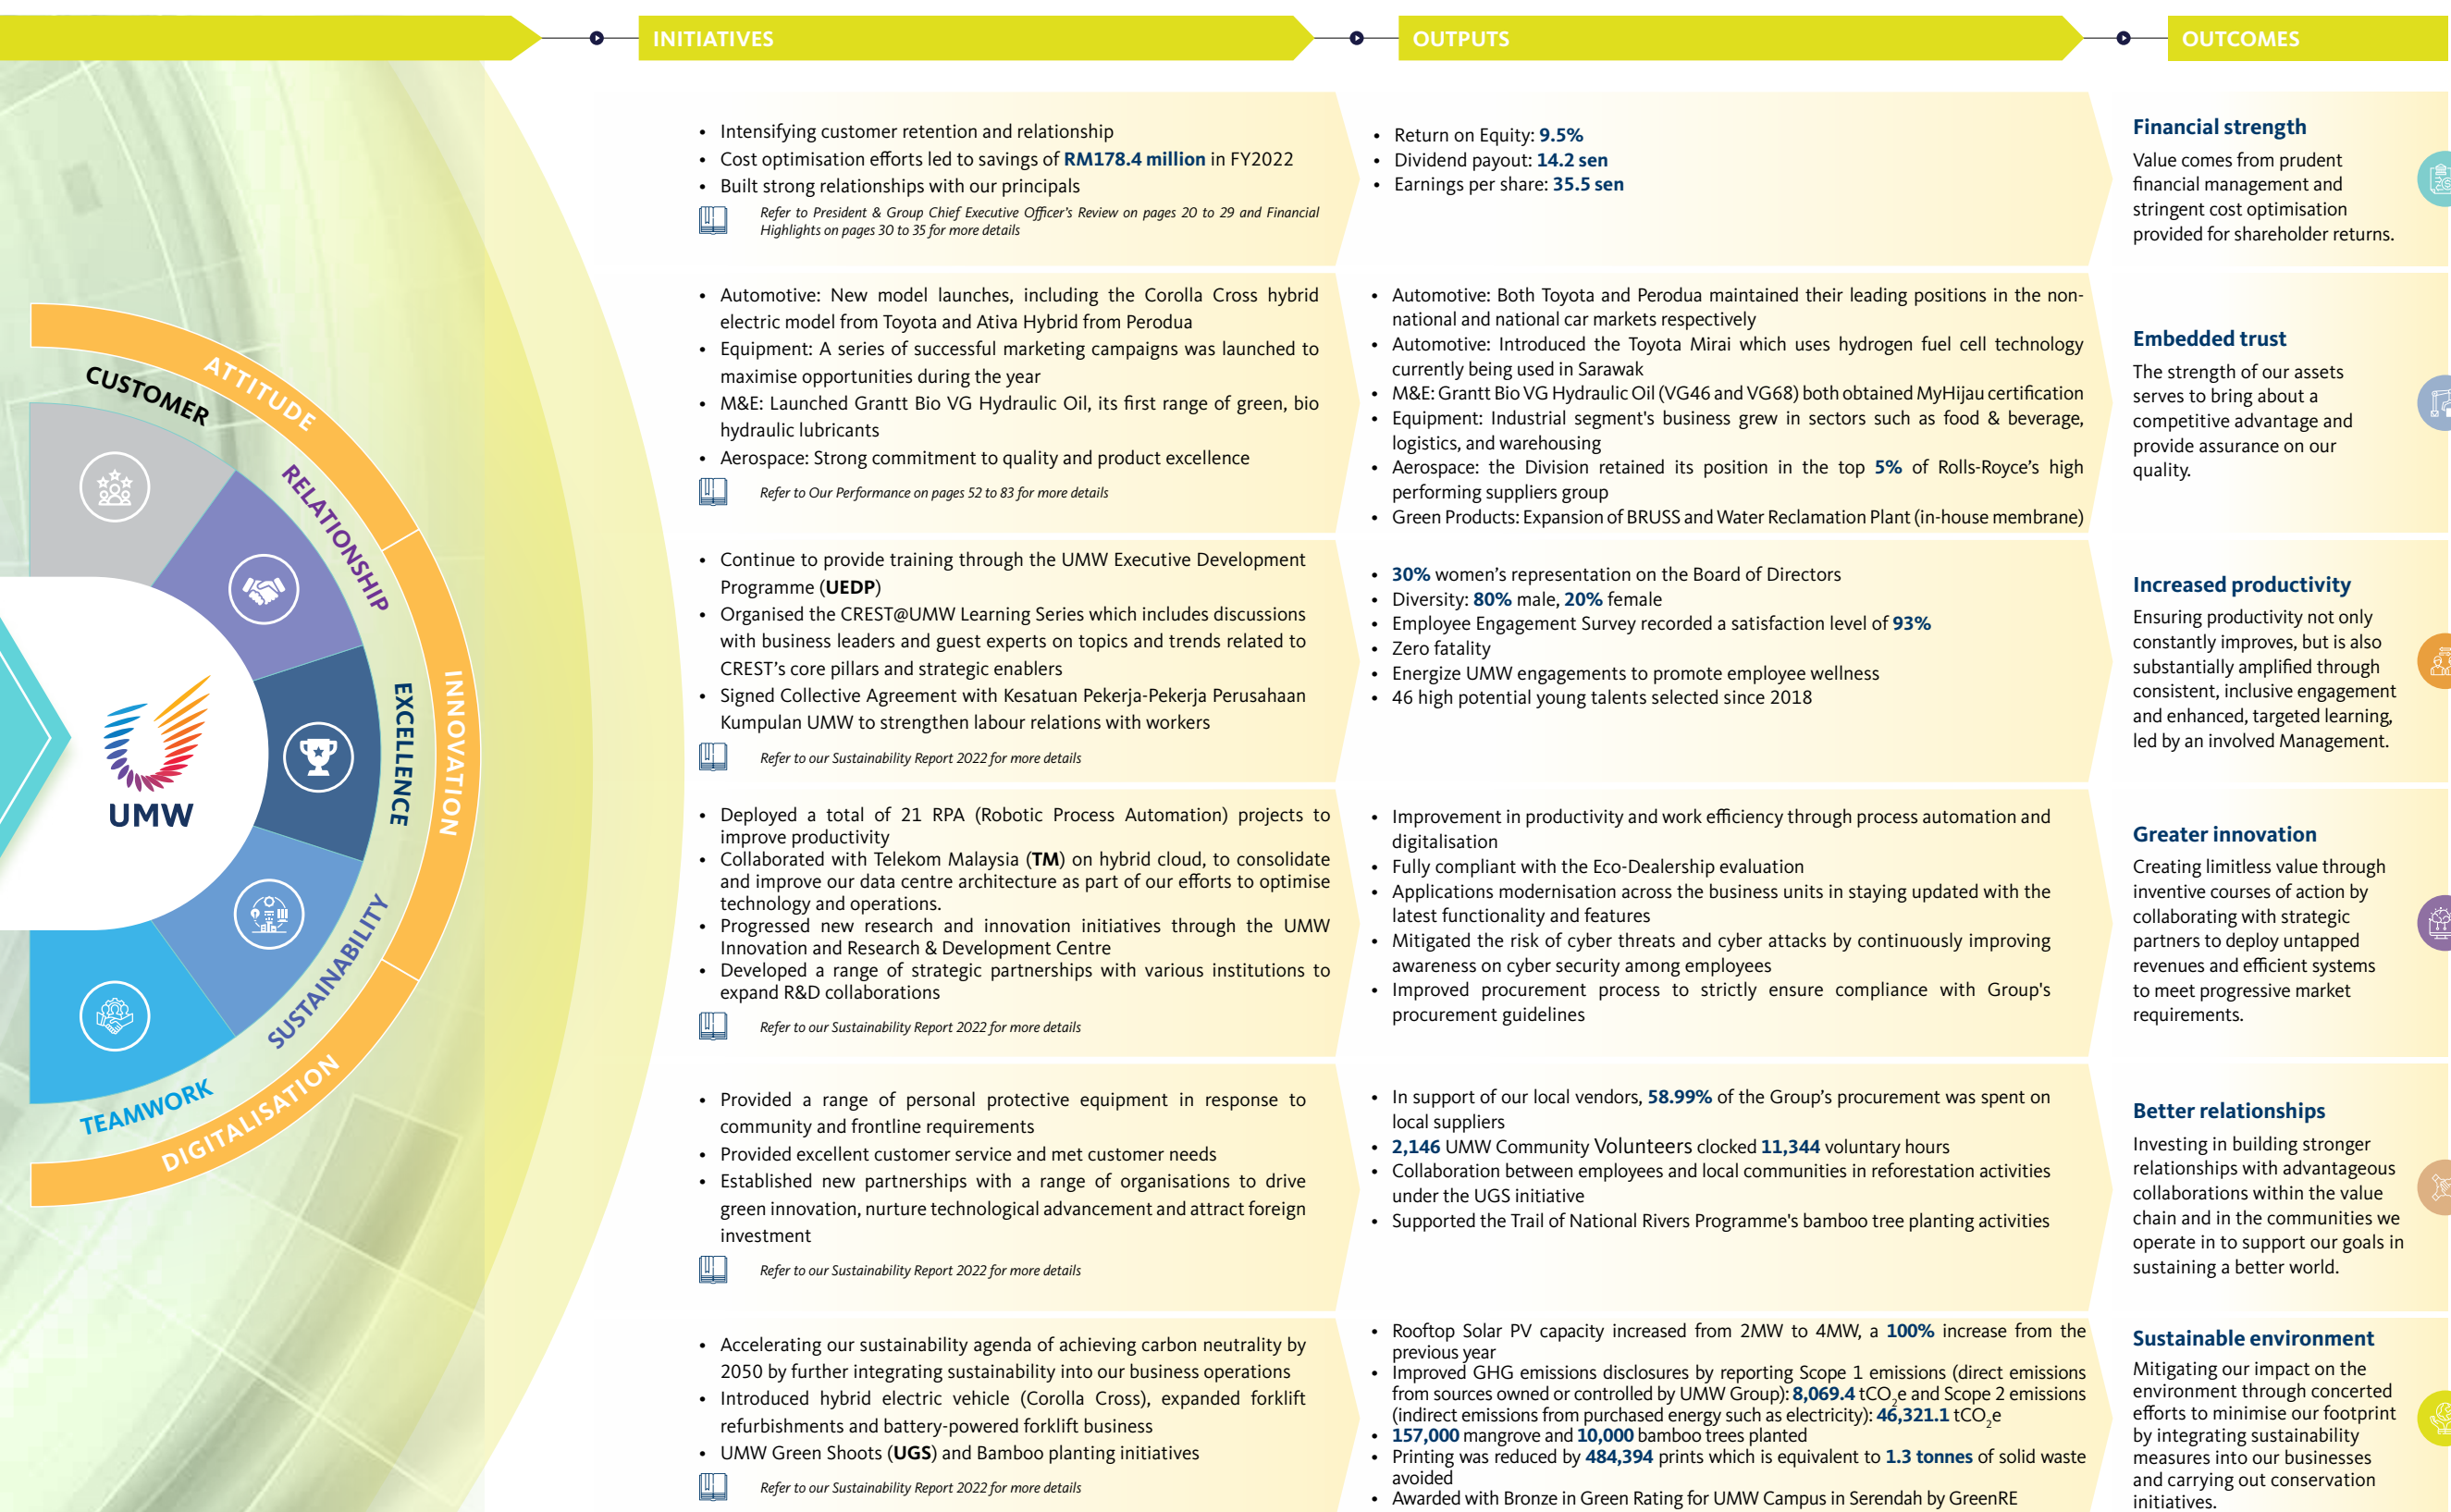 INITIATIVES
OUTPUTS
OUTCOMES
ATTITUDE
INNOVATION
DIGITALISATION
CUSTOMER
RELATIONSHIP
EXCELLENCE
SUSTAINABILITY
TEAMWORK
UMW
• Intensifying customer retention and relationship
• Cost optimisation efforts led to savings of RM178.4 million in FY2022
• Built strong relationships with our principals
Refer to President & Group Chief Executive Officer's Review on pages 20 to 29 and Financial
Highlights on pages 30 to 35 for more details
• Return on Equity: 9.5%
• Dividend payout: 14.2 sen
• Earnings per share: 35.5 sen
Financial strength
Value comes from prudent
financial management and
stringent cost optimisation
provided for shareholder returns.
• Automotive: New model launches, including the Corolla Cross hybrid
electric model from Toyota and Ativa Hybrid from Perodua
• Equipment: A series of successful marketing campaigns was launched to
maximise opportunities during the year
• M&E: Launched Grantt Bio VG Hydraulic Oil, its first range of green, bio
hydraulic lubricants
• Aerospace: Strong commitment to quality and product excellence
Refer to Our Performance on pages 52 to 83 for more details
• Automotive: Both Toyota and Perodua maintained their leading positions in the non-
national and national car markets respectively
• Automotive: Introduced the Toyota Mirai which uses hydrogen fuel cell technology
currently being used in Sarawak
• M&E: Grantt Bio VG Hydraulic Oil (VG46 and VG68) both obtained MyHijau certification
• Equipment: Industrial segment's business grew in sectors such as food & beverage,
logistics, and warehousing
• Aerospace: the Division retained its position in the top 5% of Rolls-Royce's high
performing suppliers group
• Green Products: Expansion of BRUSS and Water Reclamation Plant (in-house membrane)
Embedded trust
The strength of our assets
serves to bring about a
competitive advantage and
provide assurance on our
quality.
• Continue to provide training through the UMW Executive Development
Programme (UEDP)
• Organised the CREST@UMW Learning Series which includes discussions
with business leaders and guest experts on topics and trends related to
CREST's core pillars and strategic enablers
• Signed Collective Agreement with Kesatuan Pekerja-Pekerja Perusahaan
Kumpulan UMW to strengthen labour relations with workers
Refer to our Sustainability Report 2022 for more details
• 30% women's representation on the Board of Directors
• Diversity: 80% male, 20% female
• Employee Engagement Survey recorded a satisfaction level of 93%
• Zero fatality
• Energize UMW engagements to promote employee wellness
• 46 high potential young talents selected since 2018
Increased productivity
Ensuring productivity not only
constantly improves, but is also
substantially amplified through
consistent, inclusive engagement
and enhanced, targeted learning,
led by an involved Management.
• Deployed a total of 21 RPA (Robotic Process Automation) projects to
improve productivity
• Collaborated with Telekom Malaysia (TM) on hybrid cloud, to consolidate
and improve our data centre architecture as part of our efforts to optimise
technology and operations.
• Progressed new research and innovation initiatives through the UMW
Innovation and Research & Development Centre
• Developed a range of strategic partnerships with various institutions to
expand R&D collaborations
Refer to our Sustainability Report 2022 for more details
• Improvement in productivity and work efficiency through process automation and
digitalisation
• Fully compliant with the Eco-Dealership evaluation
• Applications modernisation across the business units in staying updated with the
latest functionality and features
• Mitigated the risk of cyber threats and cyber attacks by continuously improving
awareness on cyber security among employees
• Improved procurement process to strictly ensure compliance with Group's
procurement guidelines
Greater innovation
Creating limitless value through
inventive courses of action by
collaborating with strategic
partners to deploy untapped
revenues and efficient systems
to meet progressive market
requirements.
• Provided a range of personal protective equipment in response to
community and frontline requirements
• Provided excellent customer service and met customer needs
• Established new partnerships with a range of organisations to drive
green innovation, nurture technological advancement and attract foreign
investment
Refer to our Sustainability Report 2022 for more details
• In support of our local vendors, 58.99% of the Group's procurement was spent on
local suppliers
• 2,146 UMW Community Volunteers clocked 11,344 voluntary hours
• Collaboration between employees and local communities in reforestation activities
under the UGS initiative
• Supported the Trail of National Rivers Programme's bamboo tree planting activities
Better relationships
Investing in building stronger
relationships with advantageous
collaborations within the value
chain and in the communities we
operate in to support our goals in
sustaining a better world.
• Accelerating our sustainability agenda of achieving carbon neutrality by
2050 by further integrating sustainability into our business operations
• Introduced hybrid electric vehicle (Corolla Cross), expanded forklift
refurbishments and battery-powered forklift business
• UMW Green Shoots (UGS) and Bamboo planting initiatives
Refer to our Sustainability Report 2022 for more details
• Rooftop Solar PV capacity increased from 2MW to 4MW, a 100% increase from the
previous year
• Improved GHG emissions disclosures by reporting Scope 1 emissions (direct emissions
from sources owned or controlled by UMW Group): 8,069.4 tCO₂e and Scope 2 emissions
(indirect emissions from purchased energy such as electricity): 46,321.1 tCO₂e
• 157,000 mangrove and 10,000 bamboo trees planted
• Printing was reduced by 484,394 prints which is equivalent to 1.3 tonnes of solid waste
avoided
• Awarded with Bronze in Green Rating for UMW Campus in Serendah by GreenRE
Sustainable environment
Mitigating our impact on the
environment through concerted
efforts to minimise our footprint
by integrating sustainability
measures into our businesses
and carrying out conservation
initiatives.